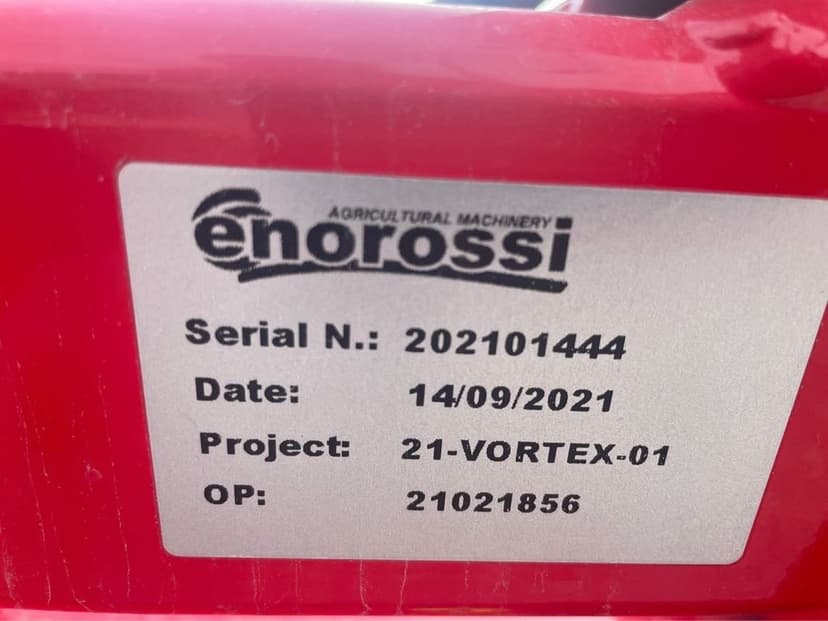 AGRICULTURAL MACHINERY
enorossi
Serial N.: 202101444
Date: 14/09/2021
Project: 21-VORTEX-01
OP: 21021856